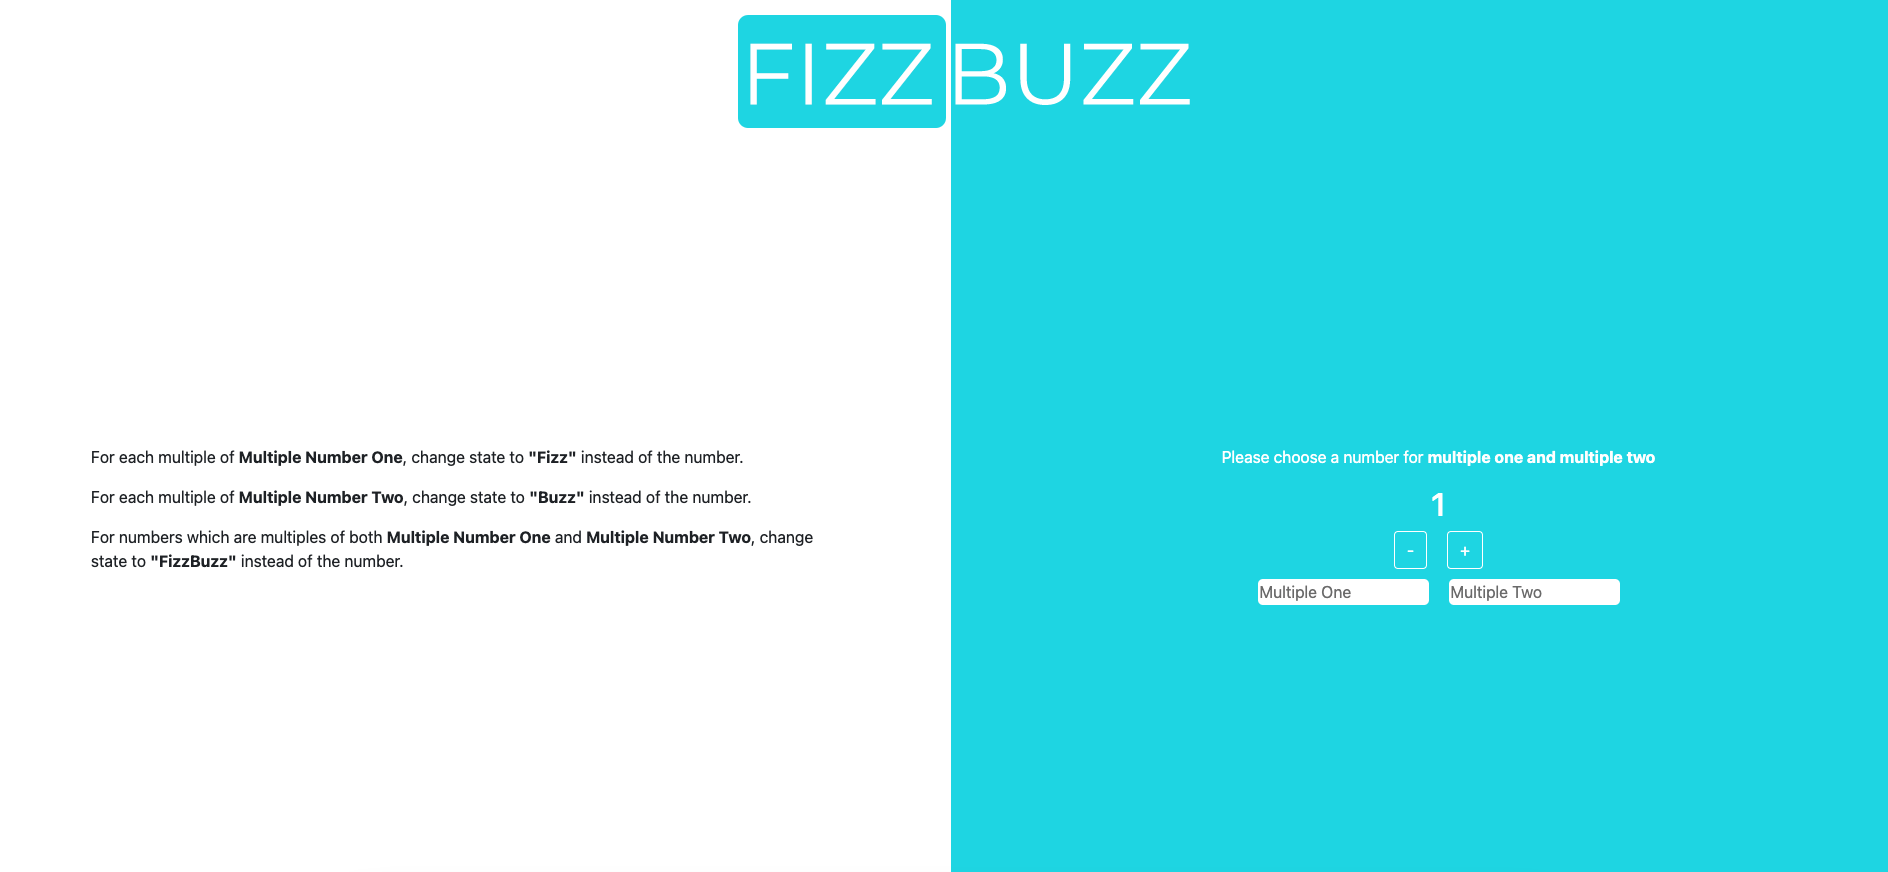 FIZZ BUZZ
For each multiple of Multiple Number One, change state to "Fizz" instead of the number.
For each multiple of Multiple Number Two, change state to "Buzz" instead of the number.
For numbers which are multiples of both Multiple Number One and Multiple Number Two, change
state to "FizzBuzz" instead of the number.
Please choose a number for multiple one and multiple two
1
- +
Multiple One Multiple Two